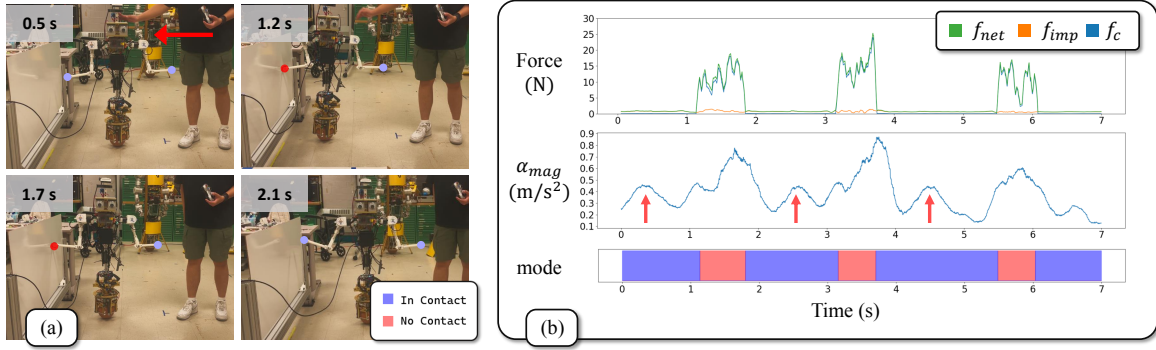 0.5 s
1.2 s
1.7 s
2.1 s
In Contact
No Contact
(a)
f_net f_imp f_c
Force
(N)
30
25
20
15
10
5
0
0 1 2 3 4 5 6 7
α_mag
(m/s²)
0.9
0.8
0.7
0.6
0.5
0.4
0.3
0.2
0.1
0 1 2 3 4 5 6 7
mode
0 1 2 3 4 5 6 7
Time (s)
(b)